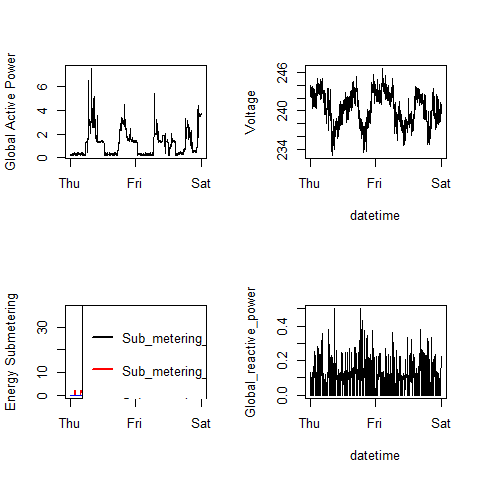 Global Active Power
6
4
2
0
Thu Fri Sat
Voltage
246
240
234
Thu Fri Sat
datetime
Energy Submetering
30
10
0
Thu Fri Sat
Sub_metering_
Sub_metering_
Global_reactive_power
0.4
0.2
0.0
Thu Fri Sat
datetime